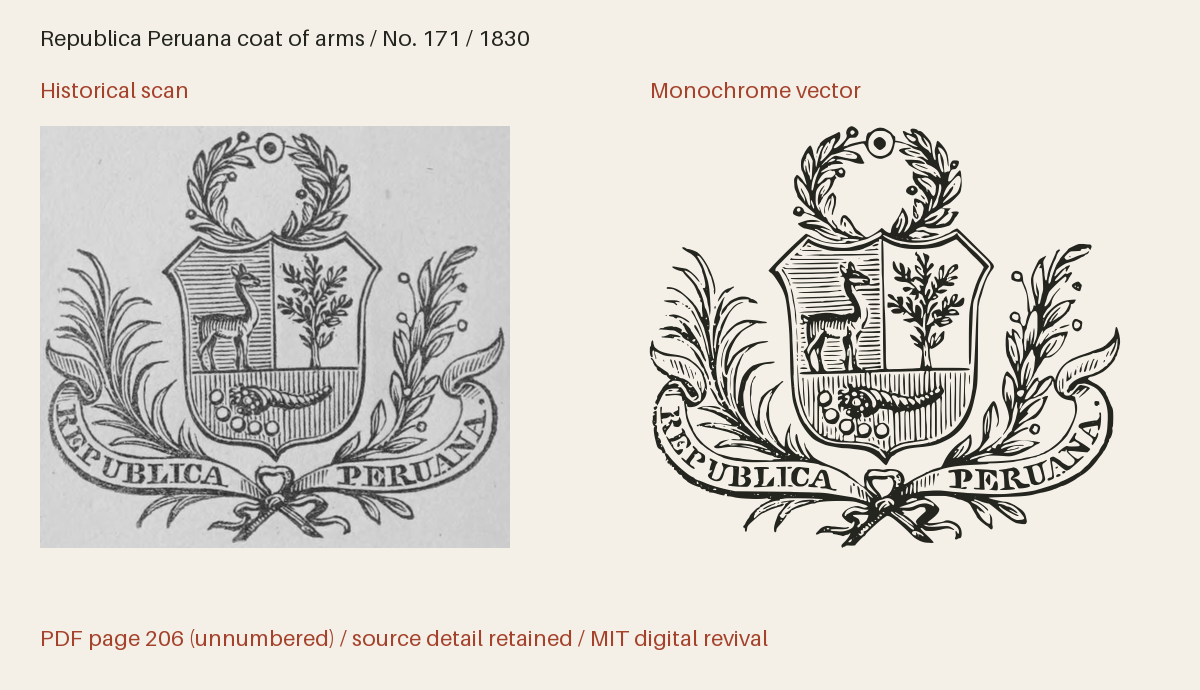 Republica Peruana coat of arms / No. 171 / 1830
Historical scan
Monochrome vector
REPUBLICA PERUANA.
REPUBLICA PERUANA.
PDF page 206 (unnumbered) / source detail retained / MIT digital revival